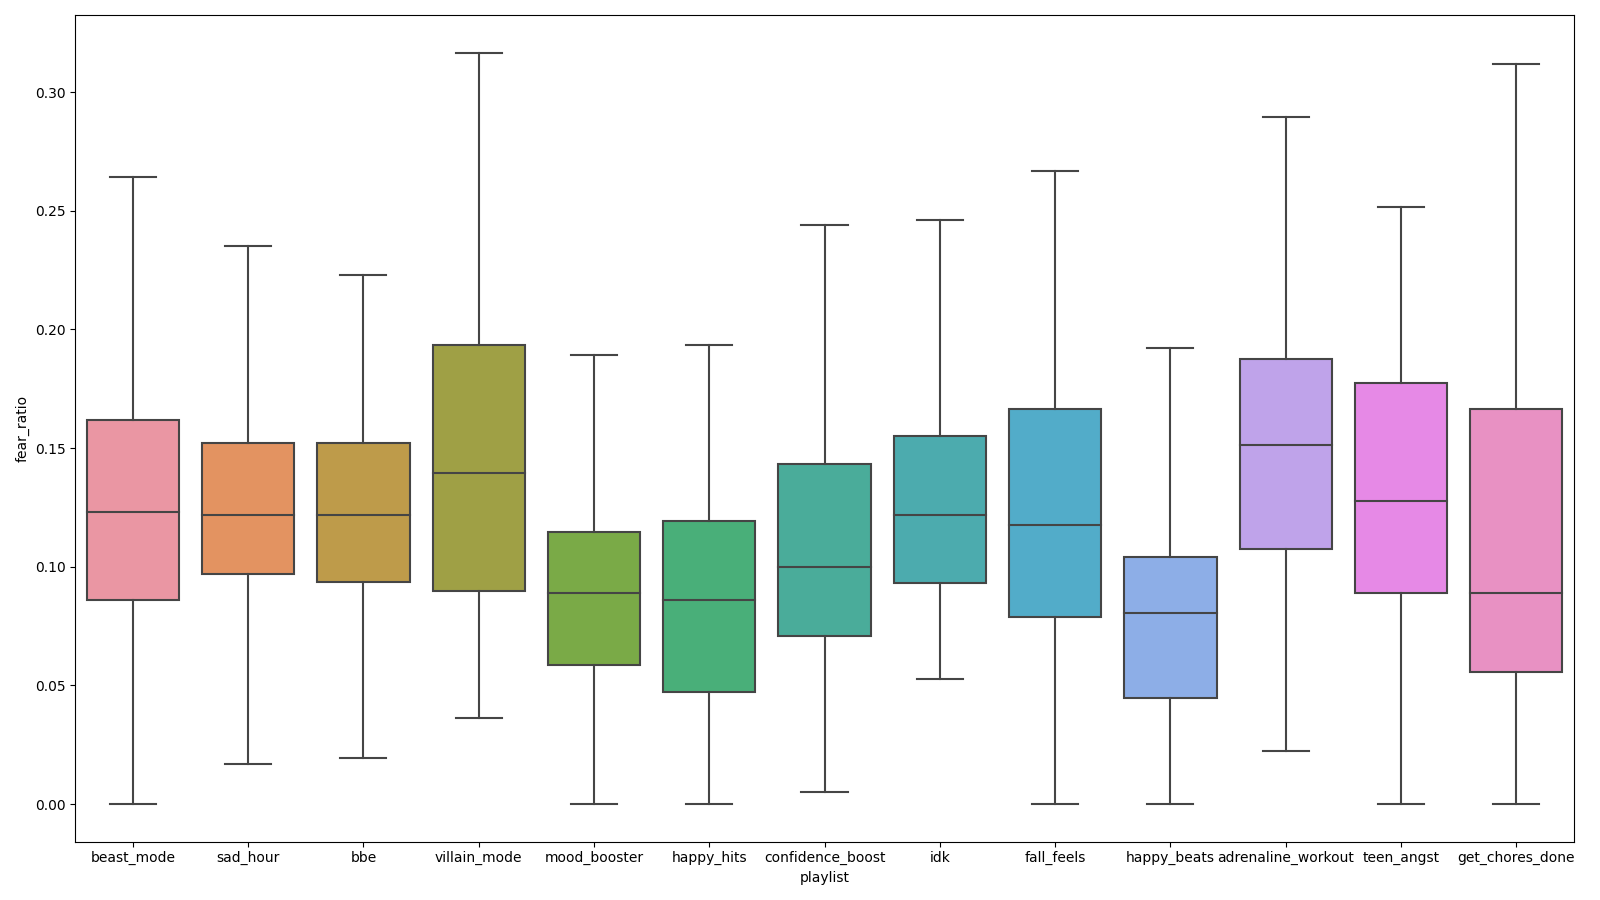 0.30
0.25
0.20
0.15
0.10
0.05
0.00
fear_ratio
beast_mode sad_hour bbe villain_mode mood_booster happy_hits confidence_boost idk fall_feels happy_beats adrenaline_workout teen_angst get_chores_done
playlist